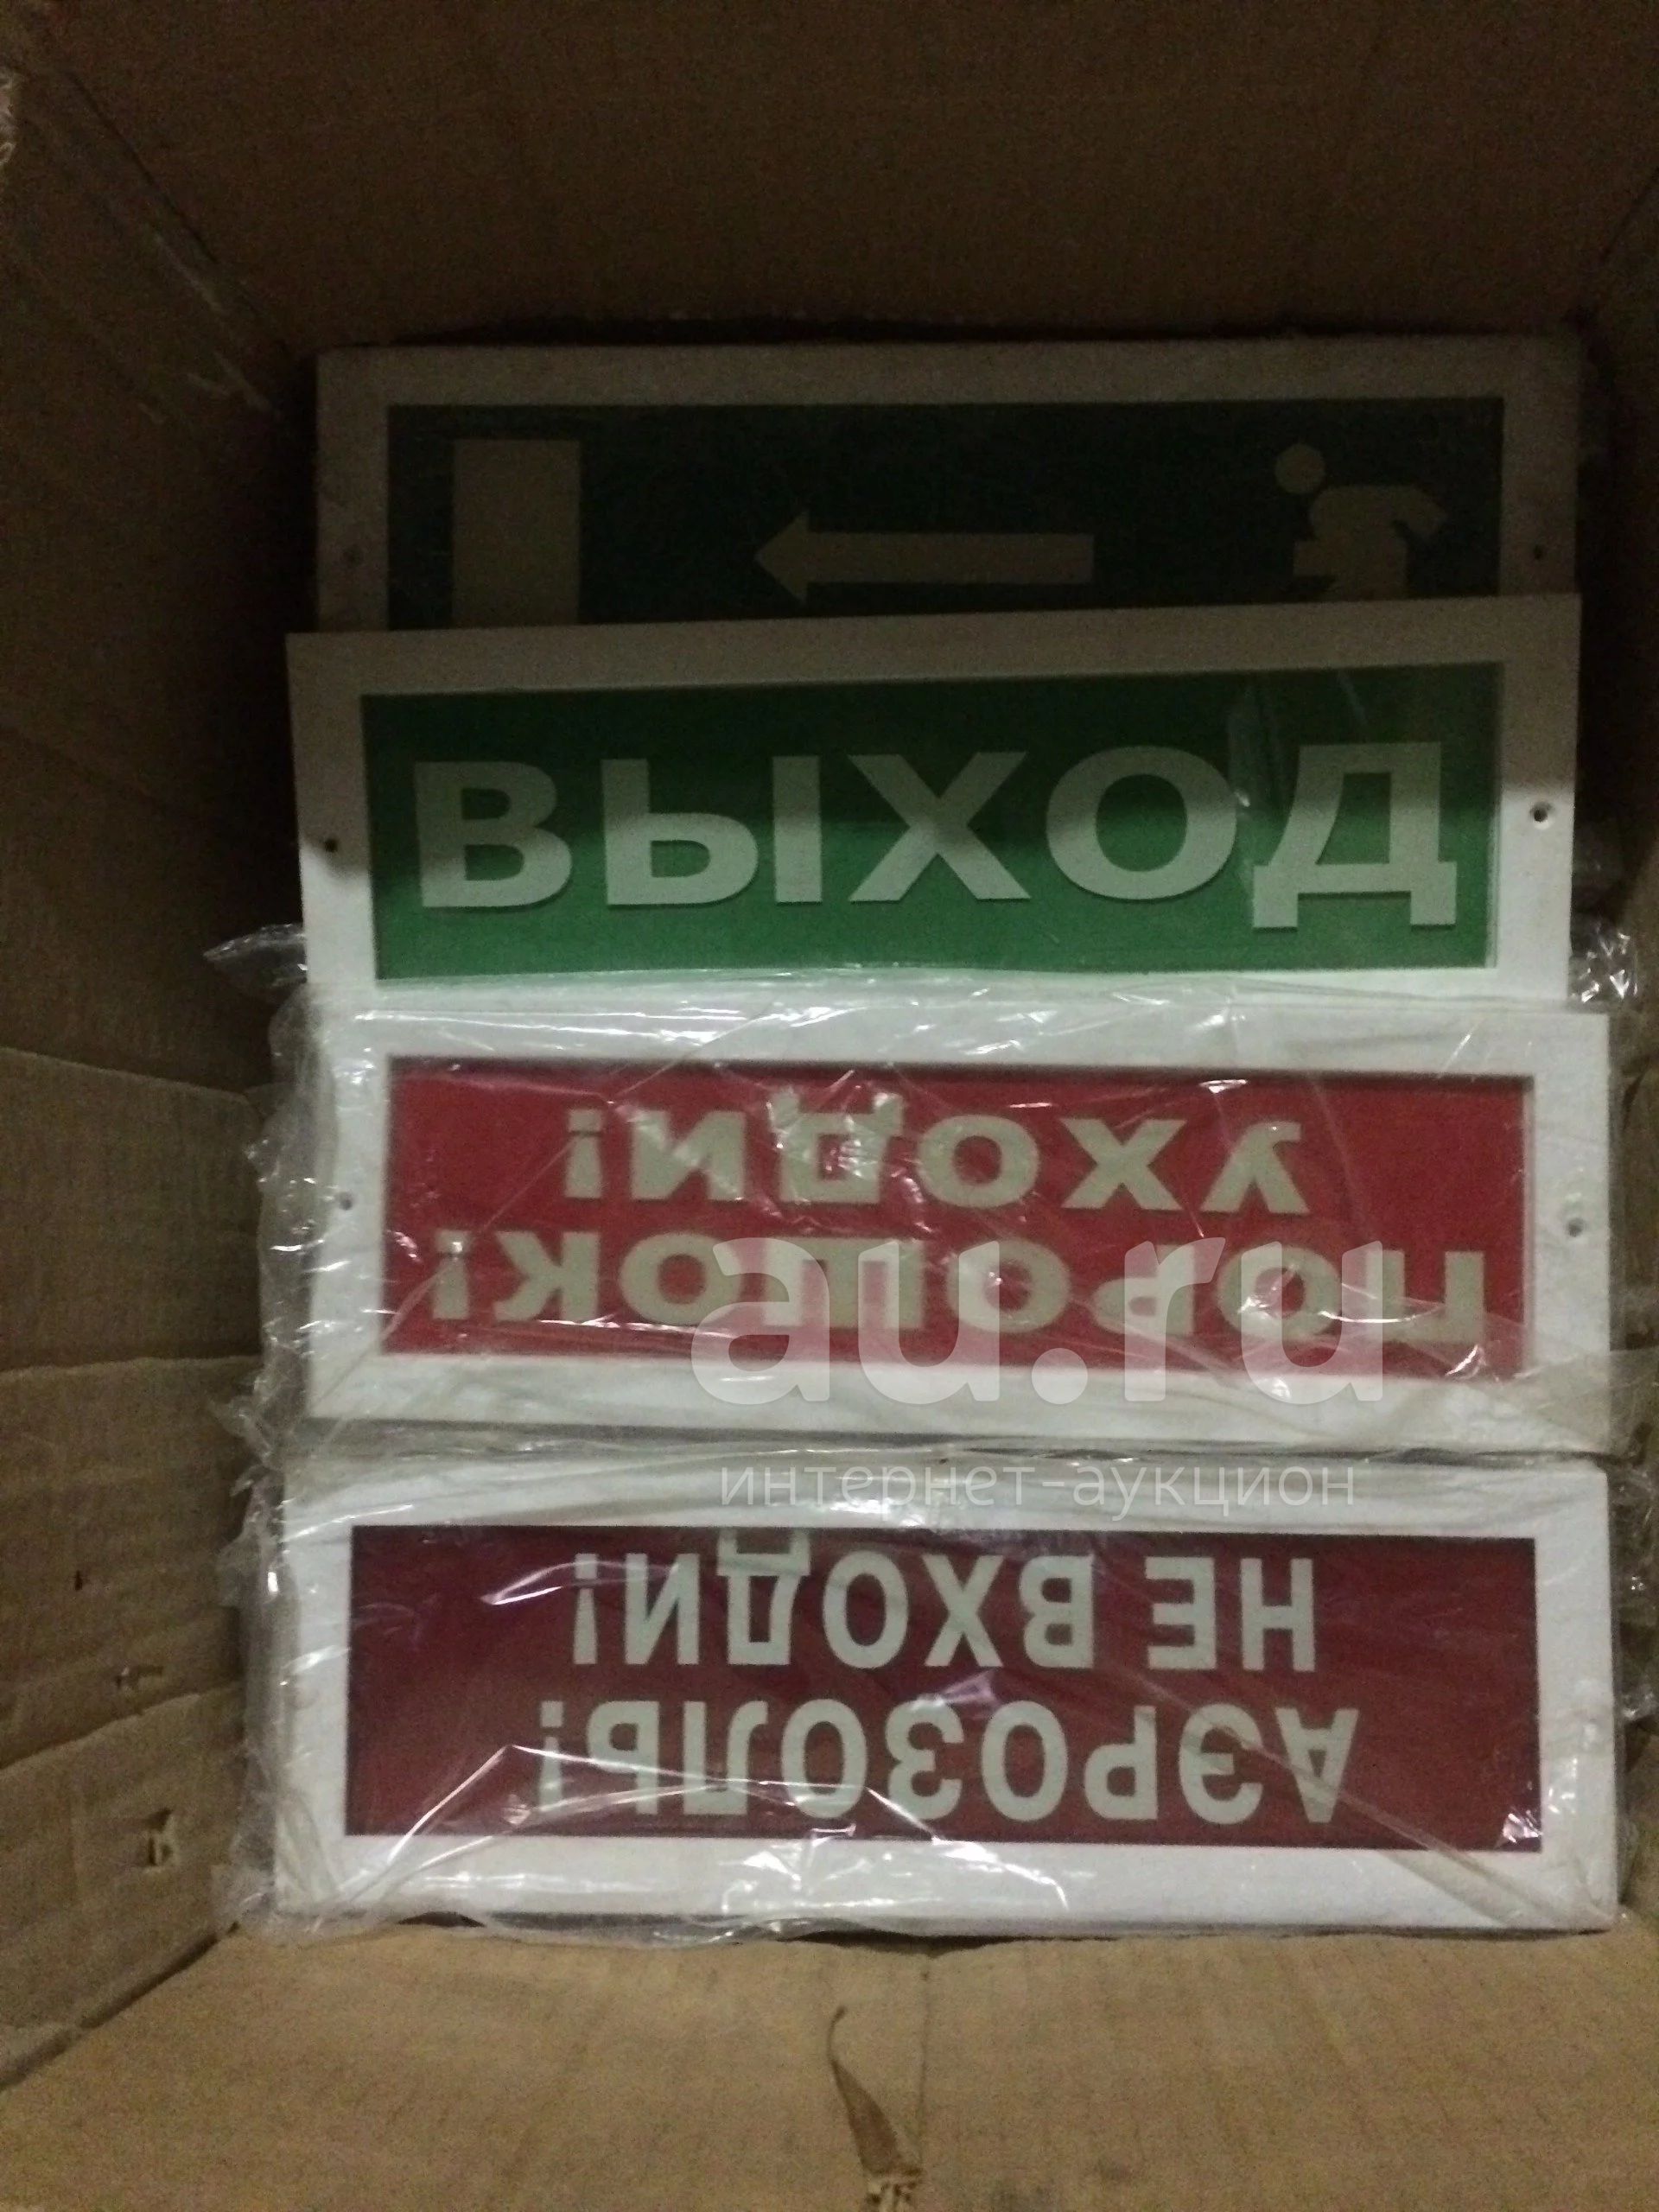 ВЫХОД
ПОРОШОК!
УХОДИ!
au.ru
интернет-аукцион
АЭРОЗОЛЬ!
НЕ ВХОДИ!